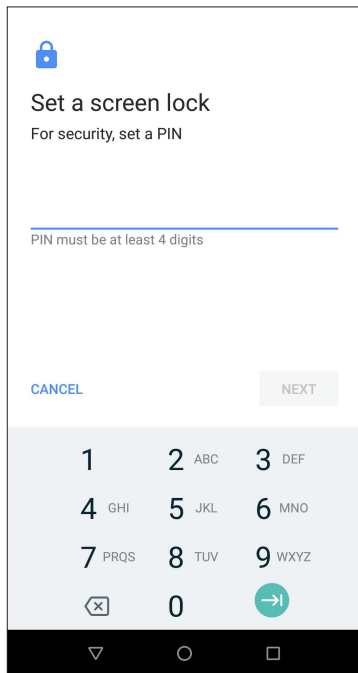 Set a screen lock
For security, set a PIN
PIN must be at least 4 digits
CANCEL NEXT
1 2 ABC 3 DEF
4 GHI 5 JKL 6 MNO
7 PRQS 8 TUV 9 WXYZ
0